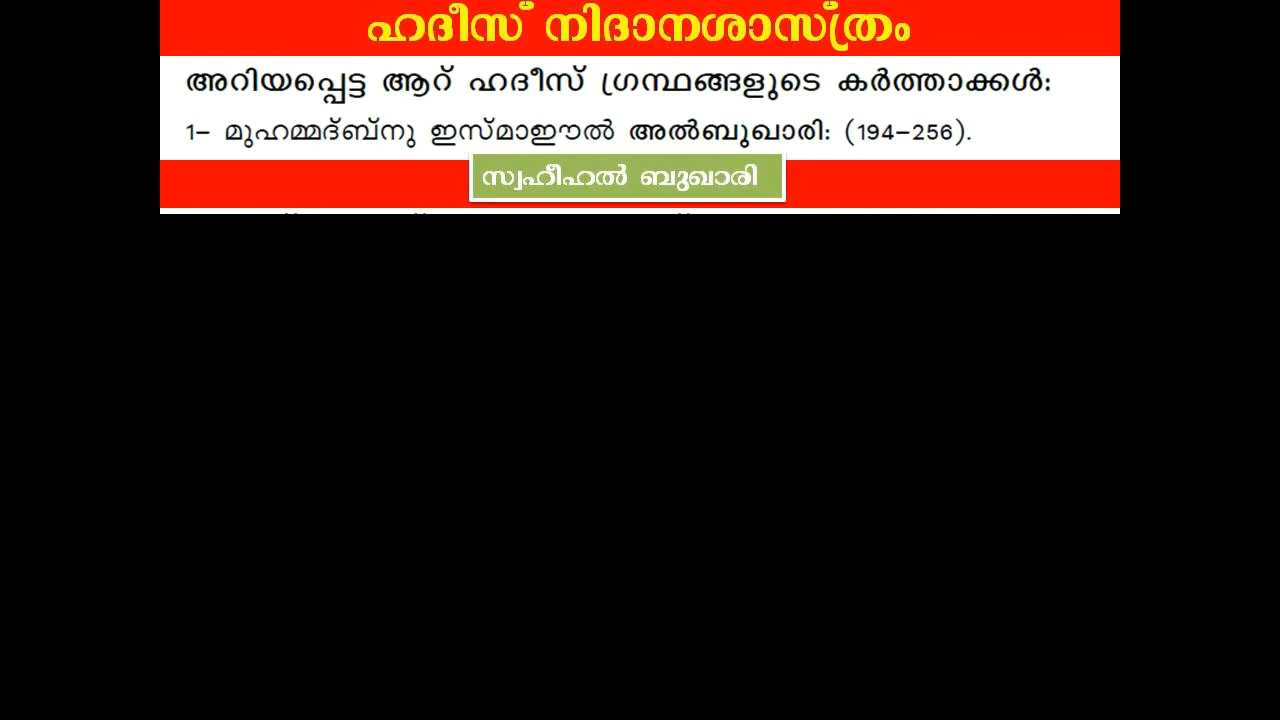 ഹദീസ് നിദാനശാസ്ത്രം
അറിയപ്പെട്ട ആറ് ഹദീസ് ഗ്രന്ഥങ്ങളുടെ കർത്താക്കൾ:
1– മുഹമ്മദ്ബ്നു ഇസ്മാഈൽ അൽബുഖാരി: (194–256).
സ്വഹീഹൽ ബുഖാരി